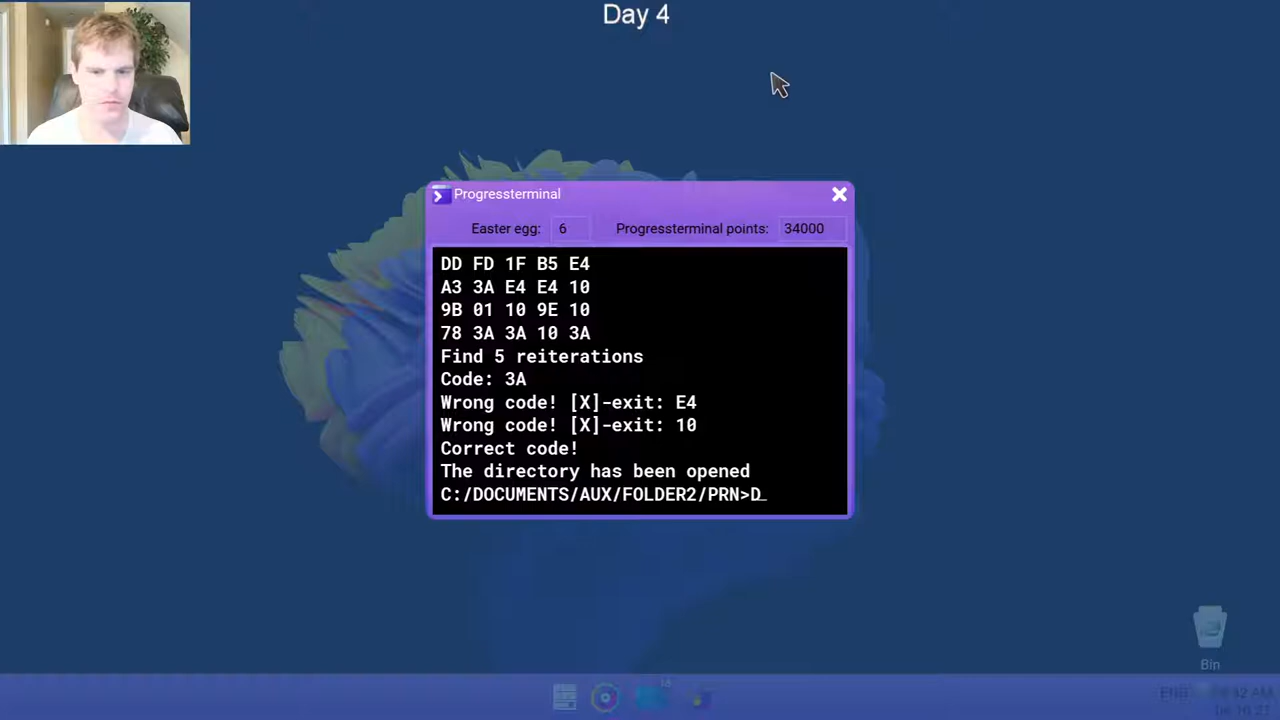 Day 4
Progressterminal
Easter egg: 6 Progressterminal points: 34000
DD FD 1F B5 E4
A3 3A E4 E4 10
9B 01 10 9E 10
78 3A 3A 10 3A
Find 5 reiterations
Code: 3A
Wrong code! [X]-exit: E4
Wrong code! [X]-exit: 10
Correct code!
The directory has been opened
C:/DOCUMENTS/AUX/FOLDER2/PRN>D_
Bin
ENG